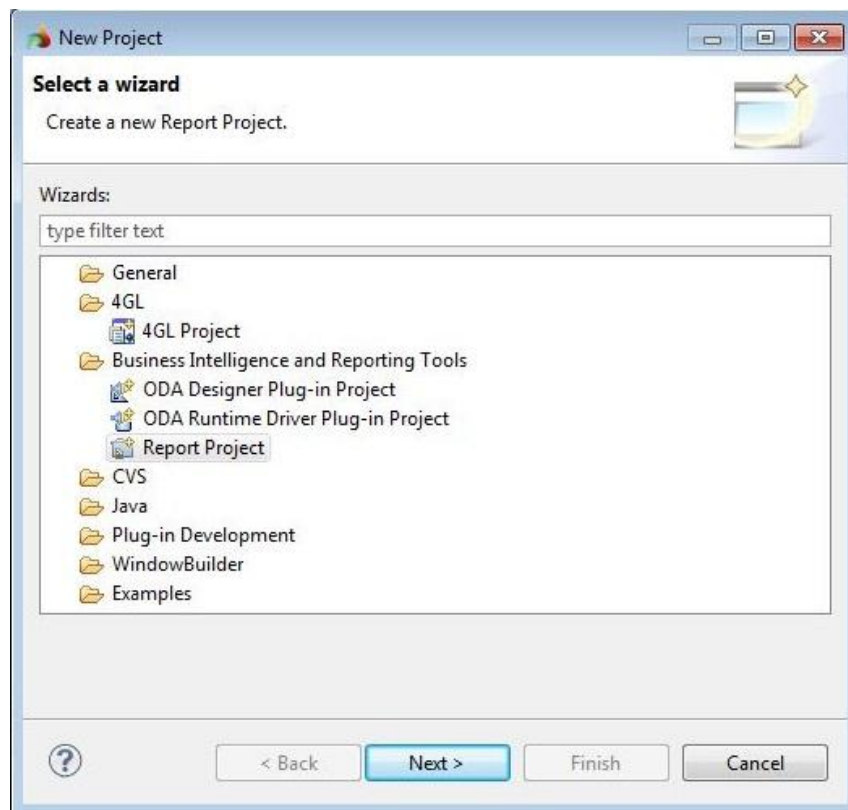 New Project
Select a wizard
Create a new Report Project.
Wizards:
type filter text
General
4GL
4GL Project
Business Intelligence and Reporting Tools
ODA Designer Plug-in Project
ODA Runtime Driver Plug-in Project
Report Project
CVS
Java
Plug-in Development
WindowBuilder
Examples
? < Back Next > Finish Cancel